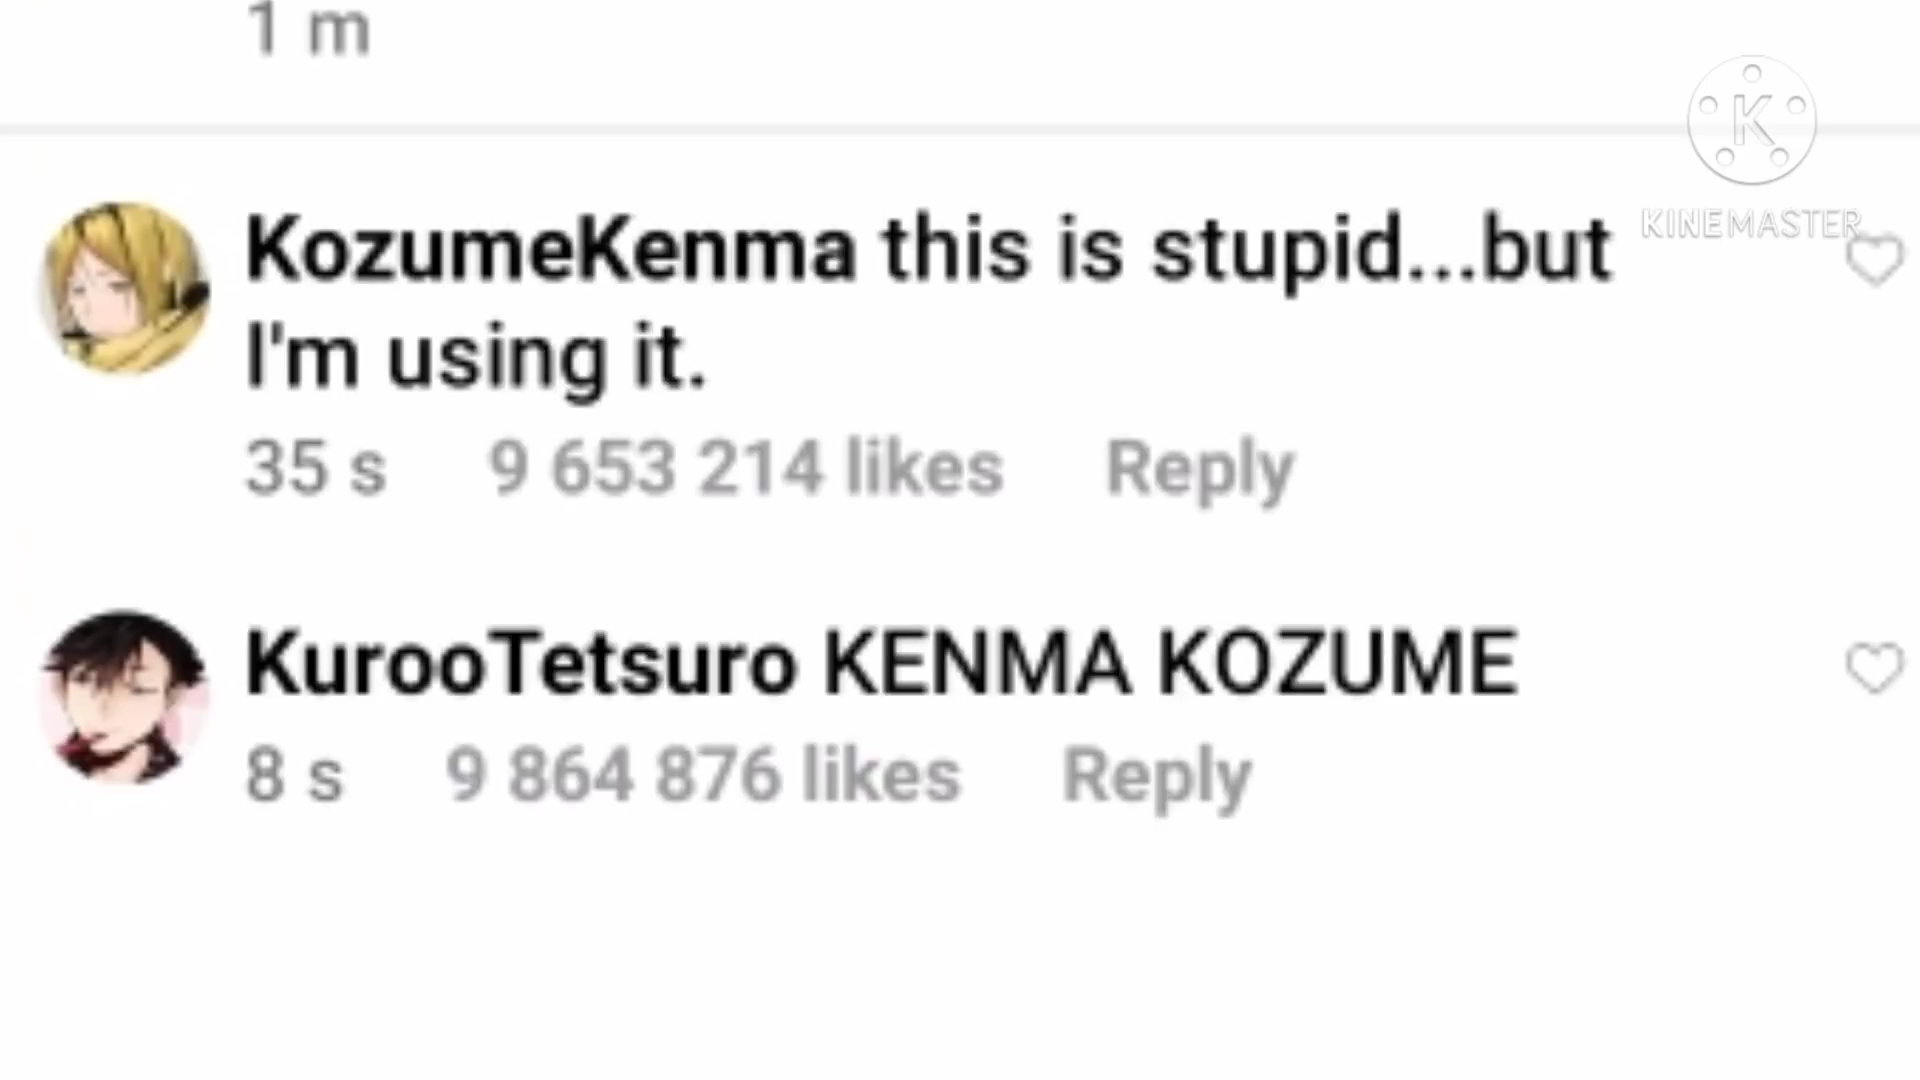 1 m
K
KINEMASTER
KozumeKenma this is stupid...but
I'm using it.
35 s 9 653 214 likes Reply
KurooTetsuro KENMA KOZUME
8 s 9 864 876 likes Reply